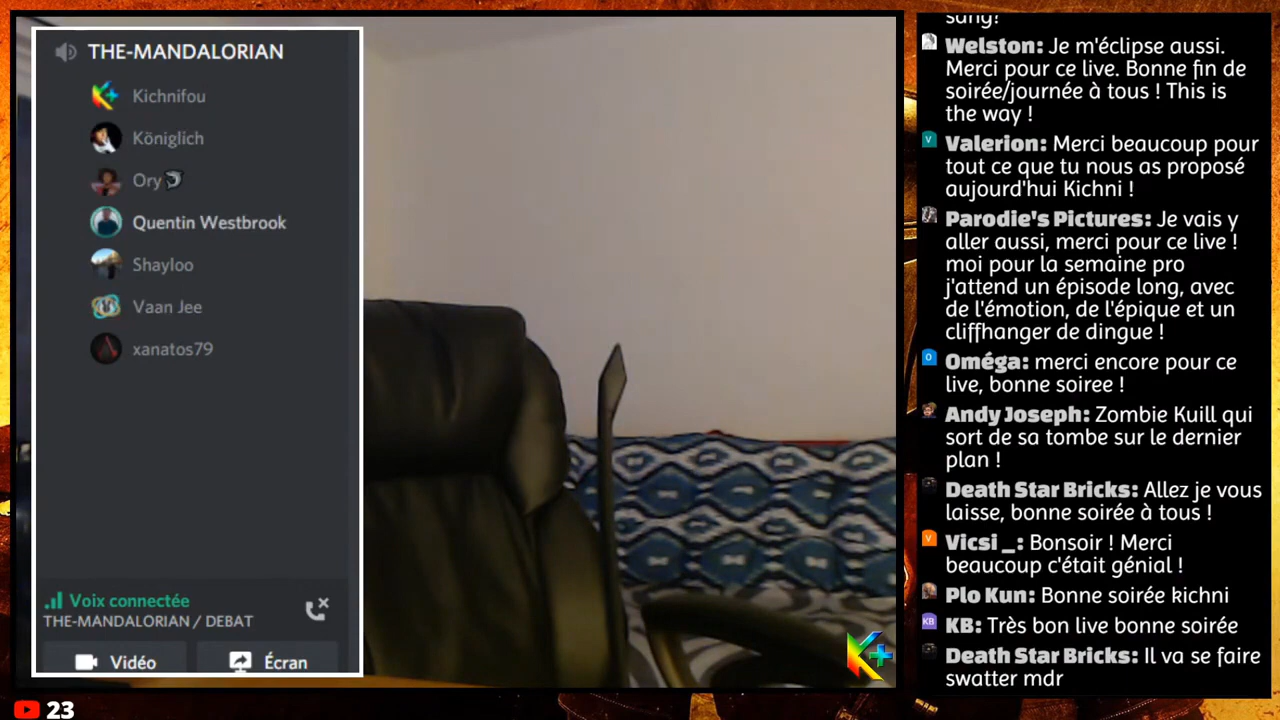 THE-MANDALORIAN
Kichnifou
Königlich
Ory
Quentin Westbrook
Shayloo
Vaan Jee
xanatos79
Voix connectée
THE-MANDALORIAN / DEBAT
Vidéo
Écran
K+
23
sang!
Welston: Je m'éclipse aussi.
Merci pour ce live. Bonne fin de
soirée/journée à tous ! This is
the way !
V
Valerion: Merci beaucoup pour
tout ce que tu nous as proposé
aujourd'hui Kichni !
Parodie's Pictures: Je vais y
aller aussi, merci pour ce live !
moi pour la semaine pro
j'attend un épisode long, avec
de l'émotion, de l'épique et un
cliffhanger de dingue !
O
Oméga: merci encore pour ce
live, bonne soiree !
Andy Joseph: Zombie Kuill qui
sort de sa tombe sur le dernier
plan !
Death Star Bricks: Allez je vous
laisse, bonne soirée à tous !
V
Vicsi _: Bonsoir ! Merci
beaucoup c'était génial !
Plo Kun: Bonne soirée kichni
KB
KB: Très bon live bonne soirée
Death Star Bricks: Il va se faire
swatter mdr